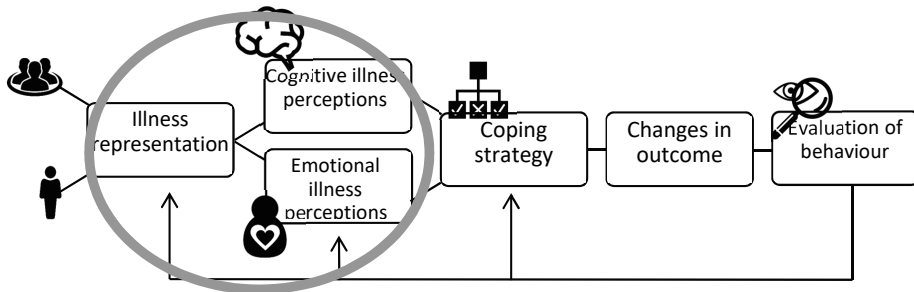 Illness
representation
Cognitive illness
perceptions
Emotional
illness
perceptions
Coping
strategy
Changes in
outcome
Evaluation of
behaviour